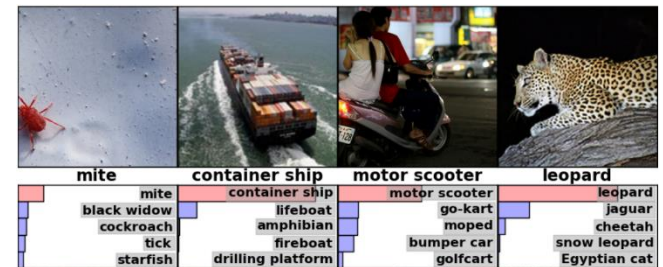 mite
container ship
motor scooter
leopard
mite
black widow
cockroach
tick
starfish
container ship
lifeboat
amphibian
fireboat
drilling platform
motor scooter
go-kart
moped
bumper car
golfcart
leopard
jaguar
cheetah
snow leopard
Egyptian cat